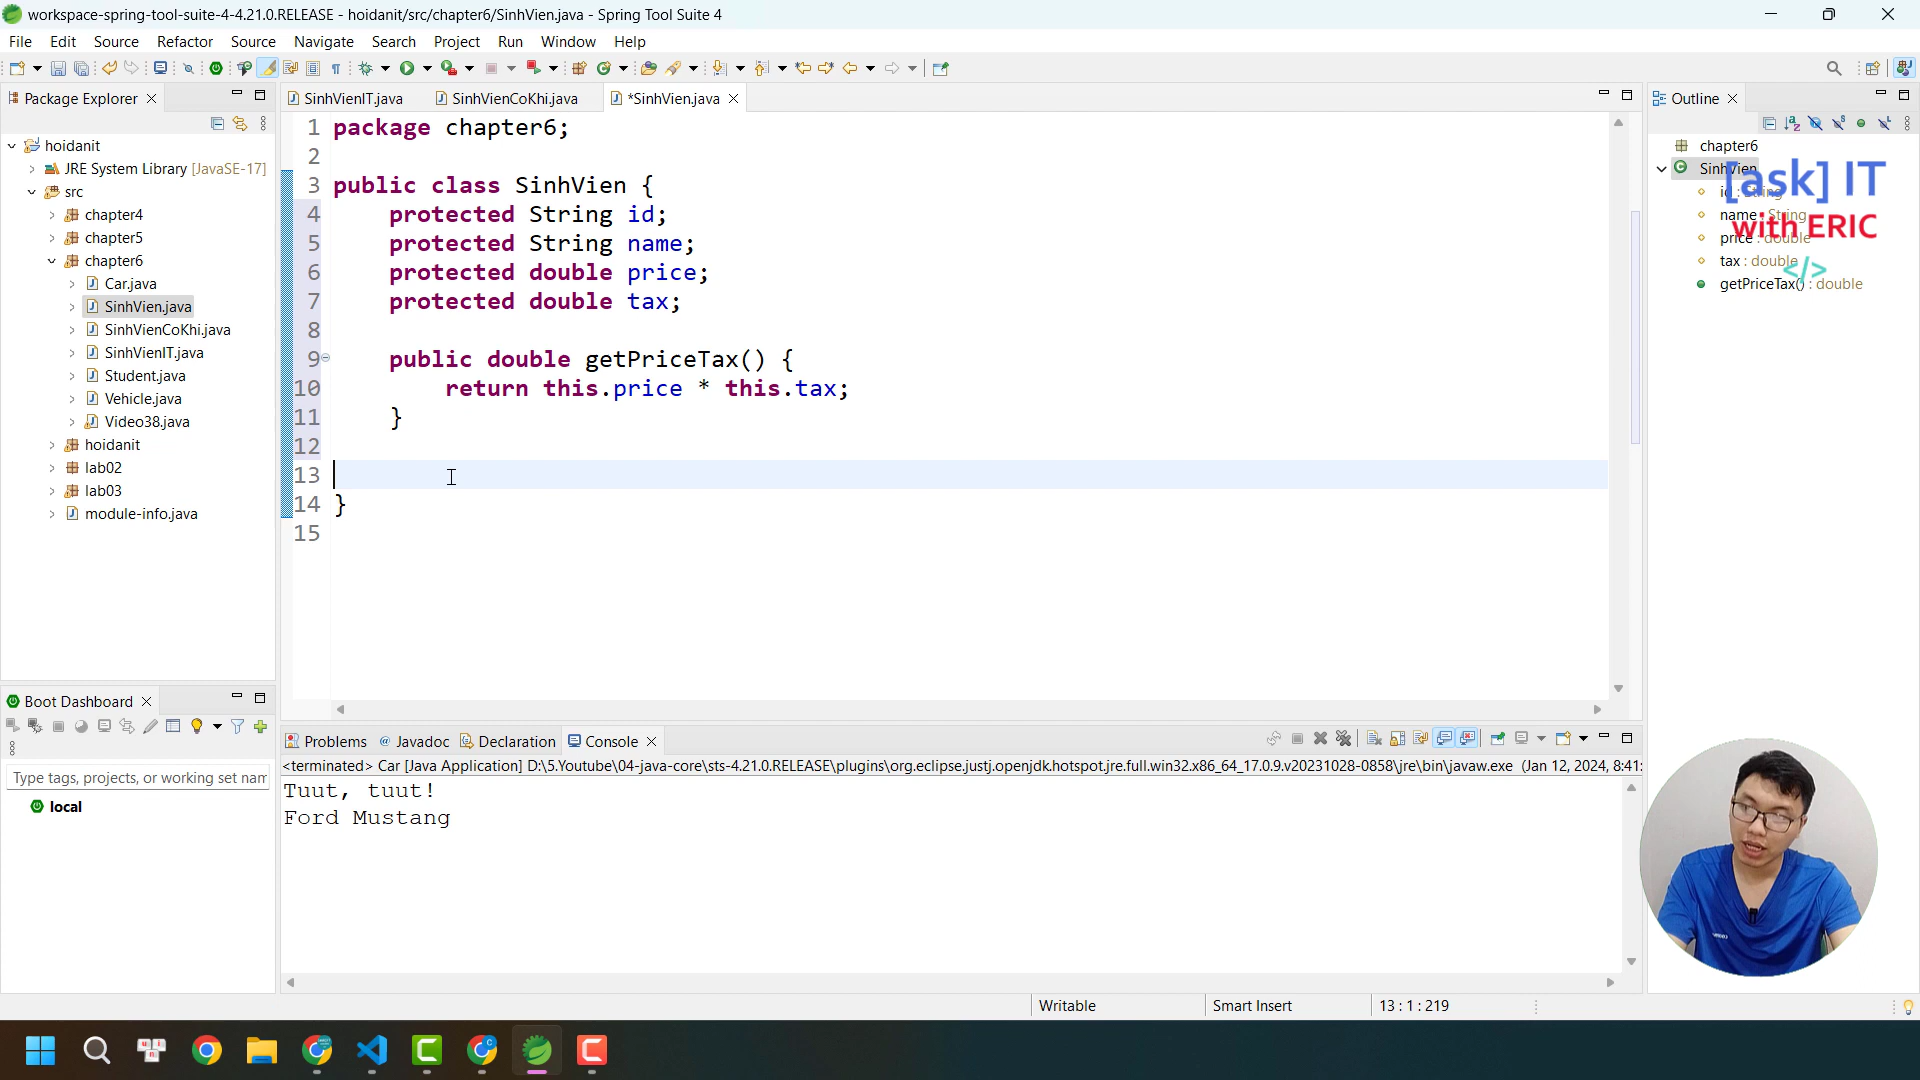 workspace-spring-tool-suite-4-4.21.0.RELEASE - hoidanit/src/chapter6/SinhVien.java - Spring Tool Suite 4
File Edit Source Refactor Source Navigate Search Project Run Window Help
Package Explorer
hoidanit
JRE System Library [JavaSE-17]
src
chapter4
chapter5
chapter6
Car.java
SinhVien.java
SinhVienCoKhi.java
SinhVienIT.java
Student.java
Vehicle.java
Video38.java
hoidanit
lab02
lab03
module-info.java
Boot Dashboard
Type tags, projects, or working set nam
local
SinhVienIT.java SinhVienCoKhi.java *SinhVien.java
1 package chapter6;
2
3 public class SinhVien {
4 protected String id;
5 protected String name;
6 protected double price;
7 protected double tax;
8
9 public double getPriceTax() {
10 return this.price * this.tax;
11 }
12
13
14 }
15
Problems Javadoc Declaration Console
<terminated> Car [Java Application] D:\5.Youtube\04-java-core\sts-4.21.0.RELEASE\plugins\org.eclipse.justj.openjdk.hotspot.jre.full.win32.x86_64_17.0.9.v20231028-0858\jre\bin\javaw.exe (Jan 12, 2024, 8:41:
Tuut, tuut!
Ford Mustang
Outline
chapter6
SinhVien
id : String
name : String
price : double
tax : double
getPriceTax() : double
[ask] IT
with ERIC
</>
Writable Smart Insert 13 : 1 : 219